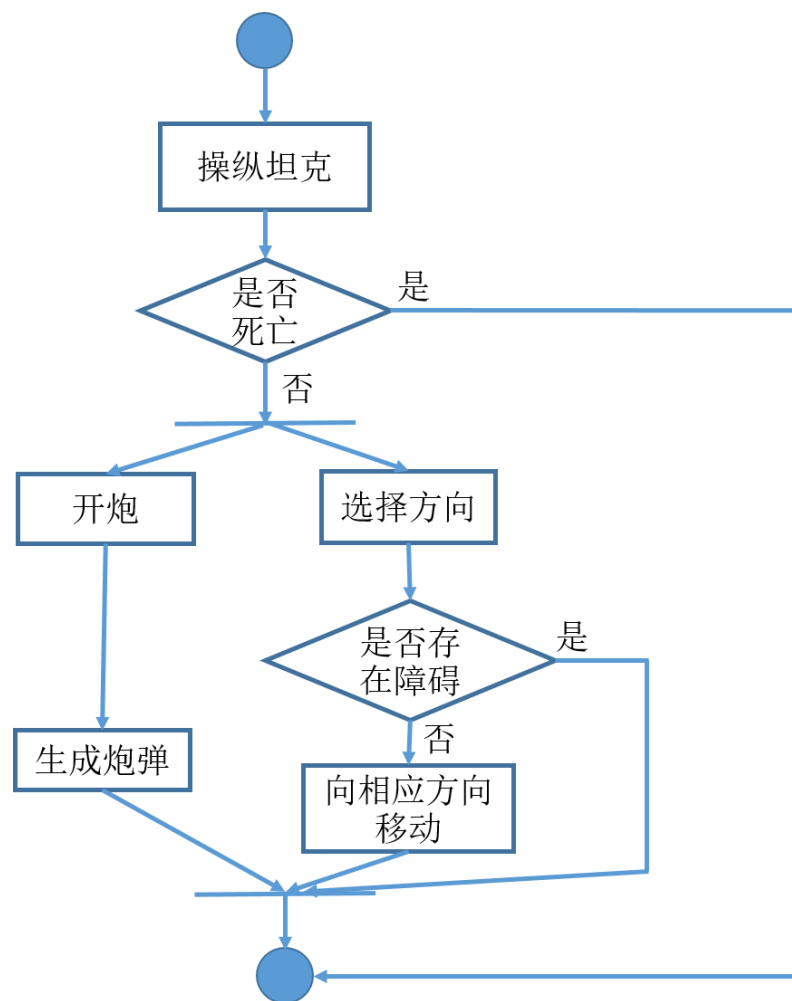 操纵坦克
是否
死亡
是
否
开炮
选择方向
是否存
在障碍
是
否
生成炮弹
向相应方向
移动